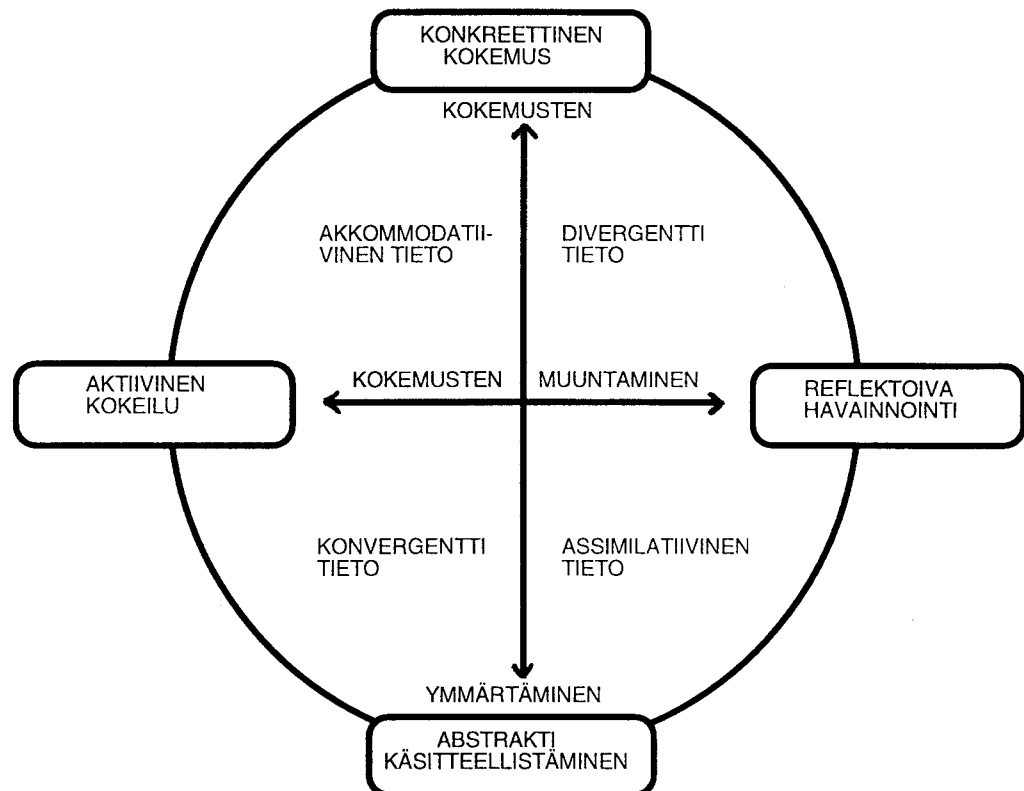 KONKREETTINEN
KOKEMUS
KOKEMUSTEN
AKKOMMODATII-
VINEN TIETO
DIVERGENTTI
TIETO
AKTIIVINEN
KOKEILU
KOKEMUSTEN
MUUNTAMINEN
REFLEKTOIVA
HAVAINNOINTI
KONVERGENTTI
TIETO
ASSIMILATIIVINEN
TIETO
YMMÄRTÄMINEN
ABSTRAKTI
KÄSITTEELLISTÄMINEN